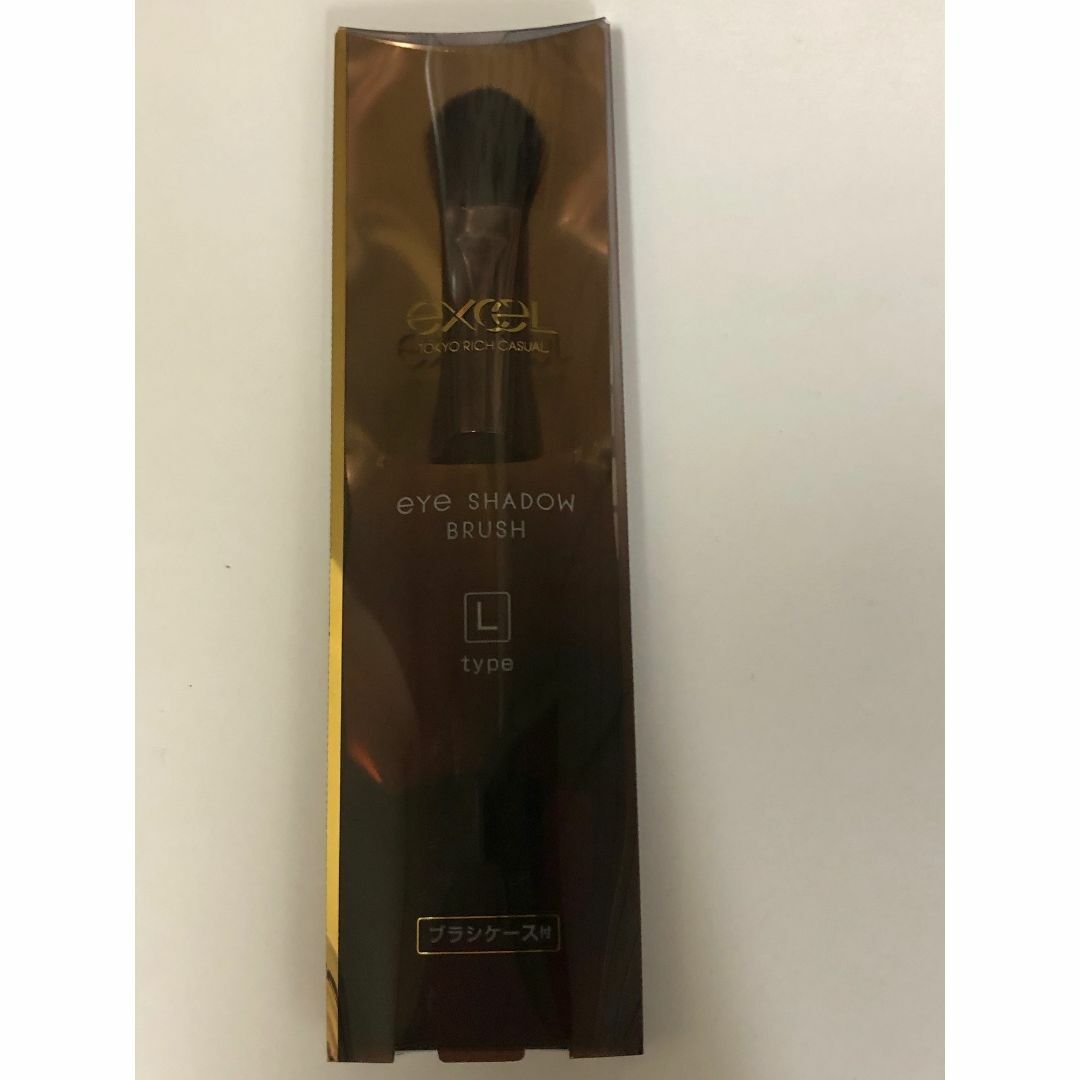 excel
TOKYO RICH CASUAL
eye SHADOW
BRUSH
L
type
ブラシケース付